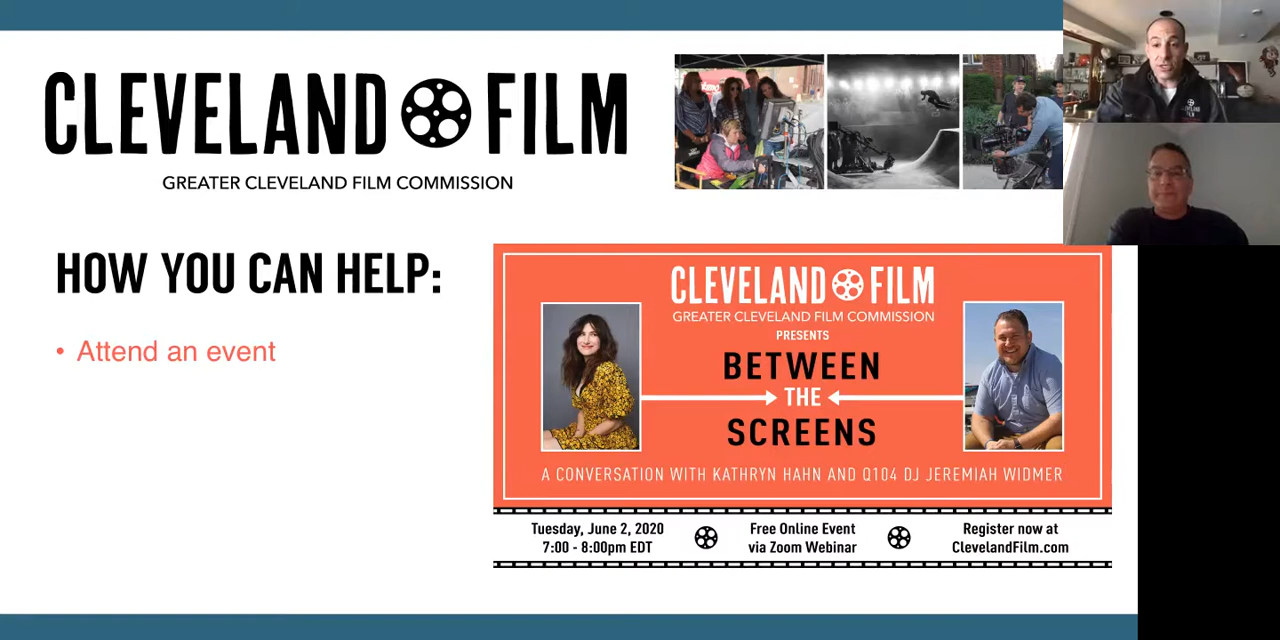 CLEVELAND FILM
GREATER CLEVELAND FILM COMMISSION
HOW YOU CAN HELP:
• Attend an event
CLEVELAND FILM
GREATER CLEVELAND FILM COMMISSION
PRESENTS
BETWEEN
THE
SCREENS
A CONVERSATION WITH KATHRYN HAHN AND Q104 DJ JEREMIAH WIDMER
Tuesday, June 2, 2020
7:00 - 8:00pm EDT
Free Online Event
via Zoom Webinar
Register now at
ClevelandFilm.com